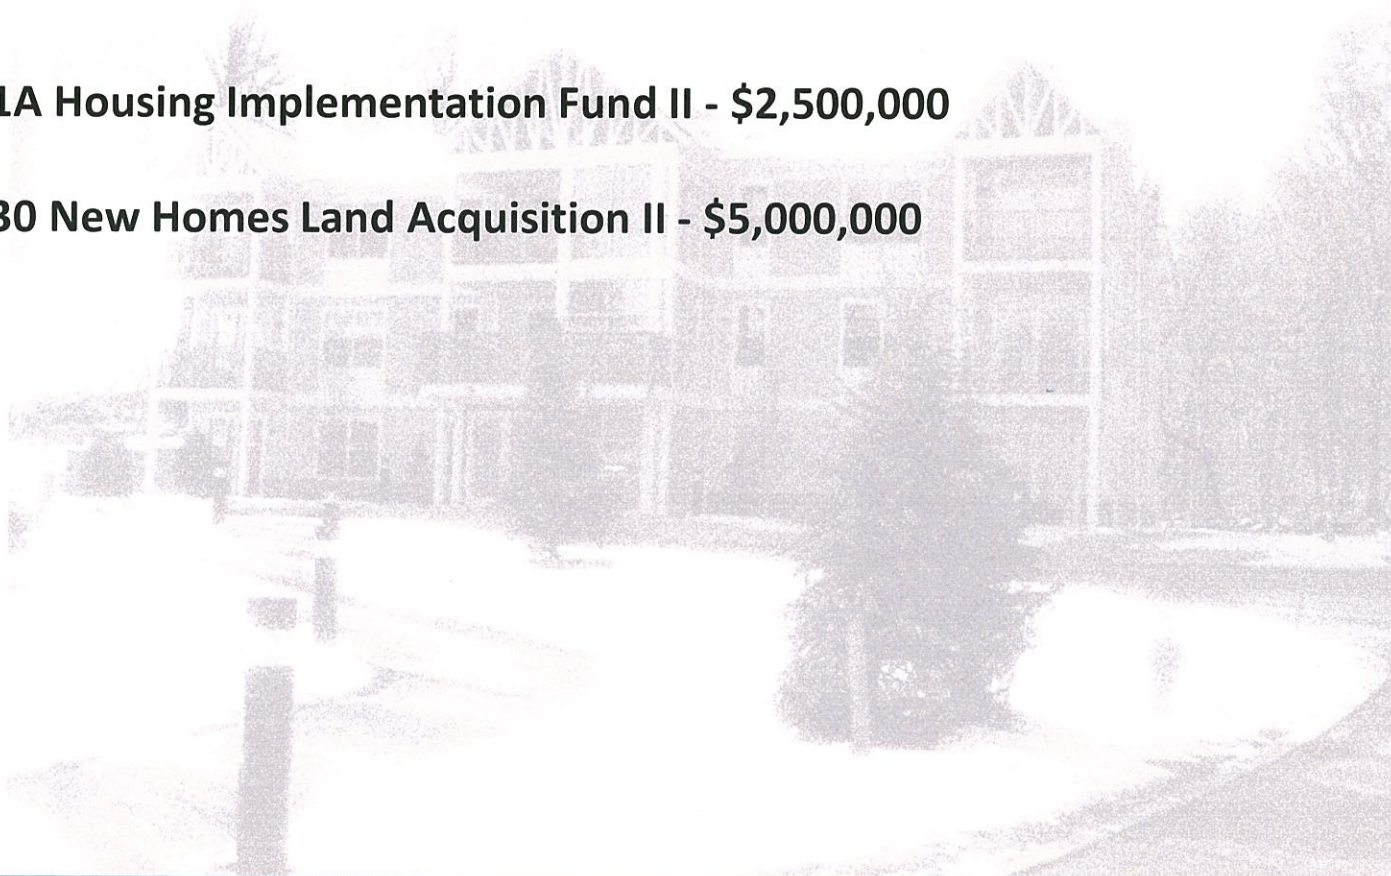 1A Housing Implementation Fund II - $2,500,000
30 New Homes Land Acquisition II - $5,000,000